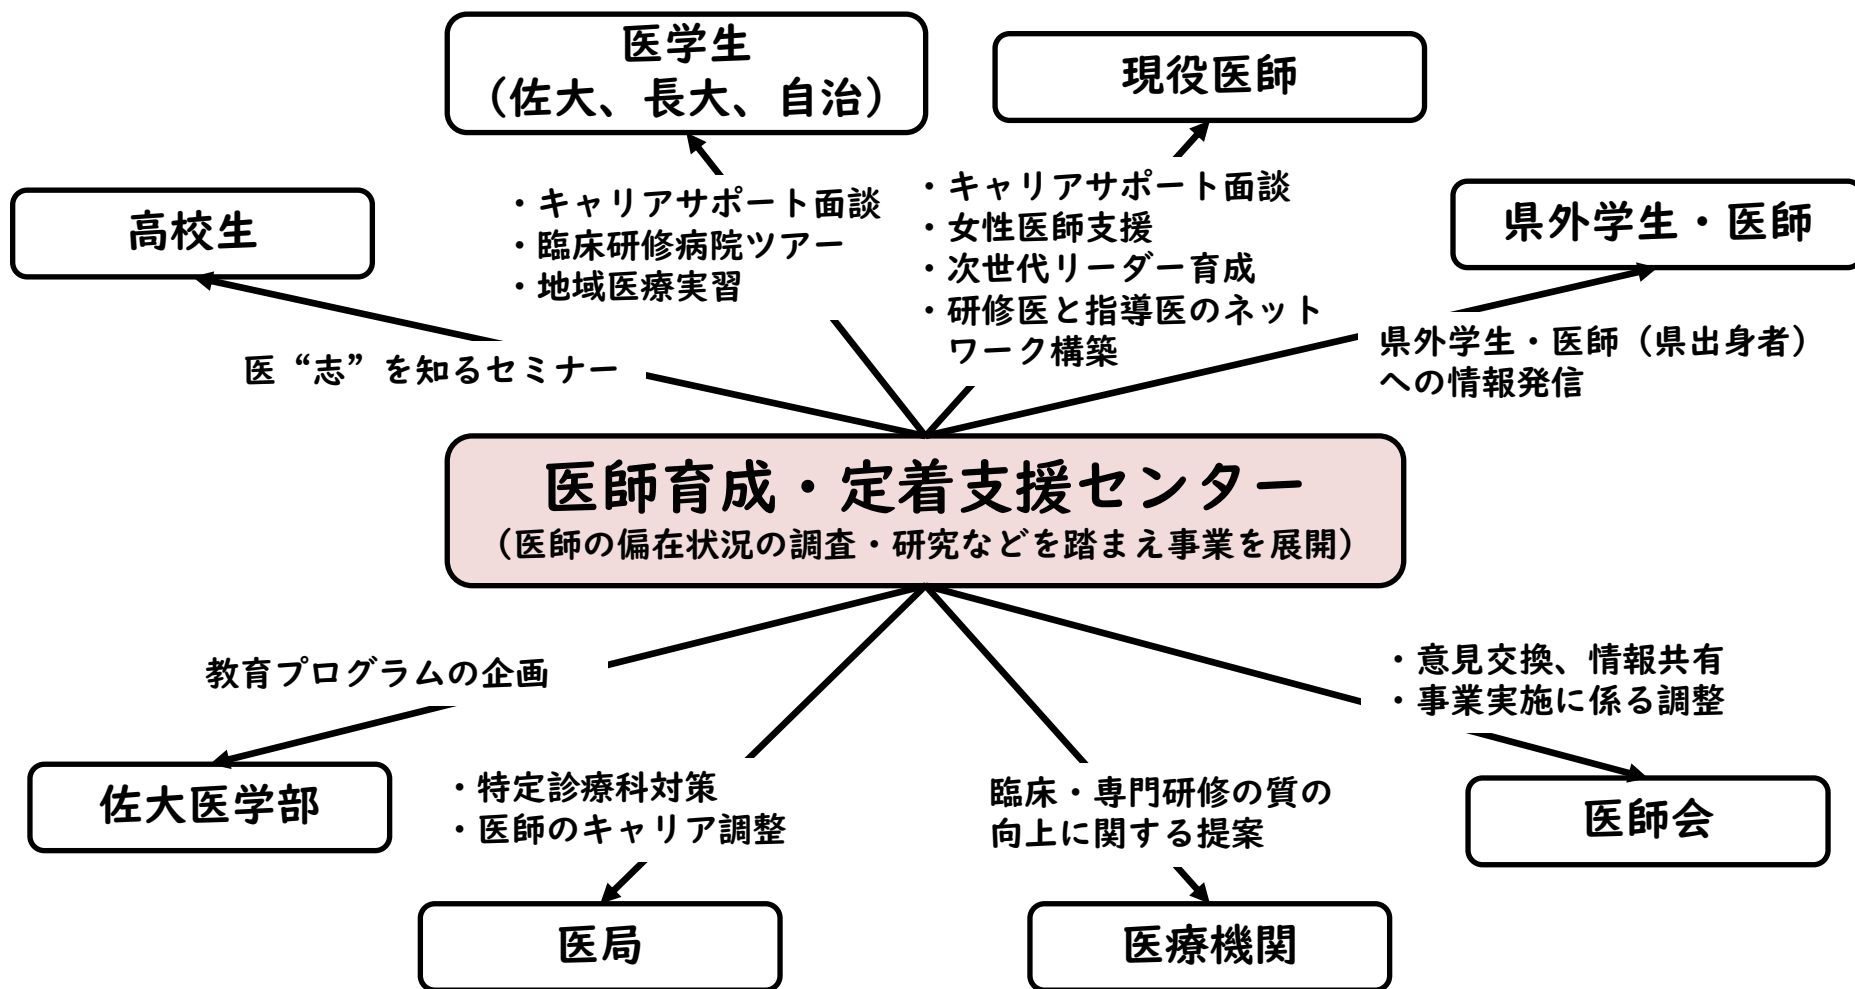 医学生
（佐大、長大、自治）
現役医師
高校生
県外学生・医師
・キャリアサポート面談
・臨床研修病院ツアー
・地域医療実習
・キャリアサポート面談
・女性医師支援
・次世代リーダー育成
・研修医と指導医のネット
ワーク構築
医“志”を知るセミナー
県外学生・医師（県出身者）
への情報発信
医師育成・定着支援センター
（医師の偏在状況の調査・研究などを踏まえ事業を展開）
教育プログラムの企画
・意見交換、情報共有
・事業実施に係る調整
佐大医学部
・特定診療科対策
・医師のキャリア調整
臨床・専門研修の質の
向上に関する提案
医師会
医局
医療機関